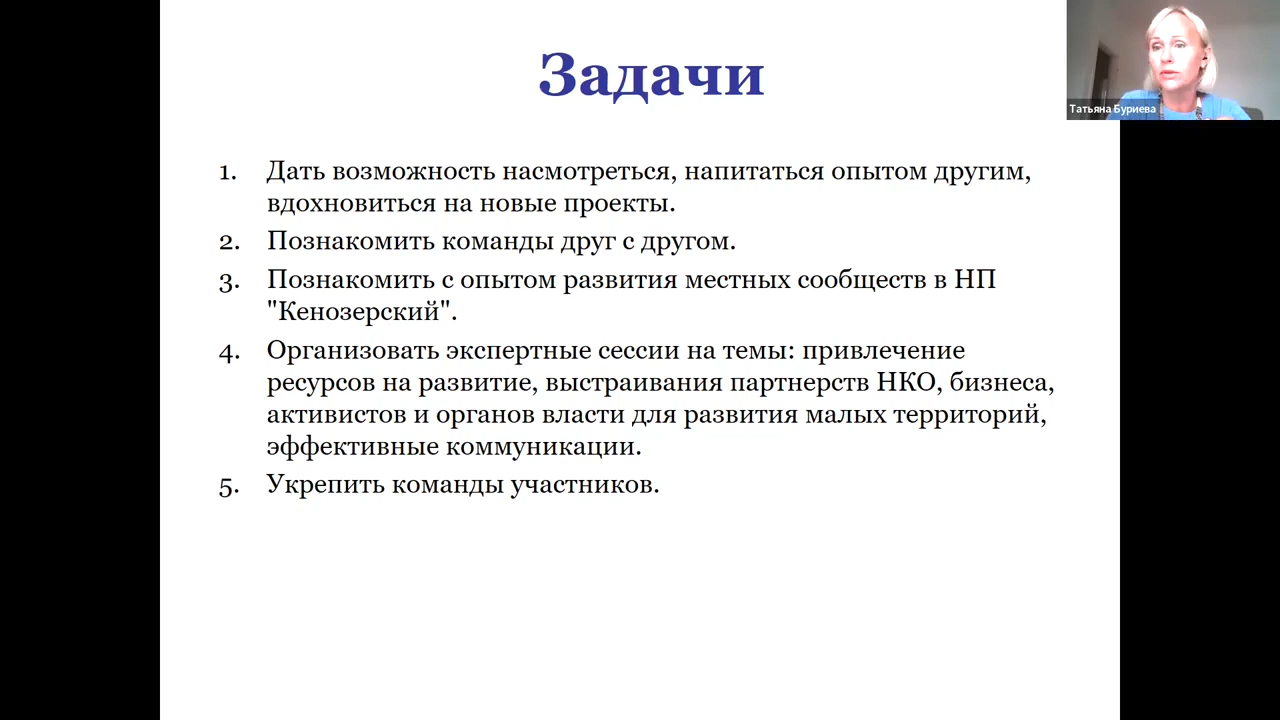 Задачи
Татьяна Буриева
1. Дать возможность насмотреться, напитаться опытом другим,
вдохновиться на новые проекты.
2. Познакомить команды друг с другом.
3. Познакомить с опытом развития местных сообществ в НП
"Кенозерский".
4. Организовать экспертные сессии на темы: привлечение
ресурсов на развитие, выстраивания партнерств НКО, бизнеса,
активистов и органов власти для развития малых территорий,
эффективные коммуникации.
5. Укрепить команды участников.